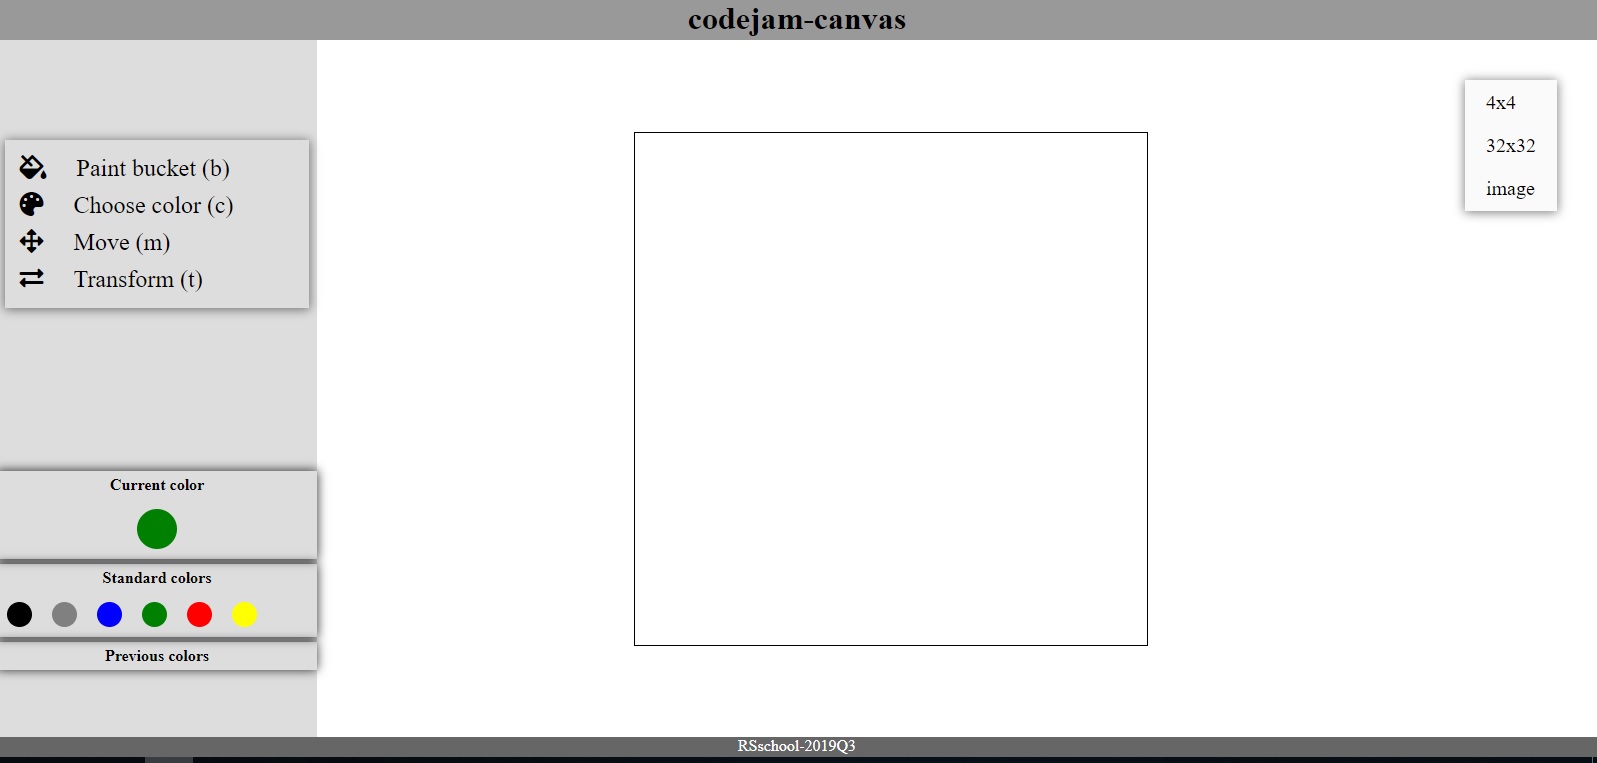 codejam-canvas
Paint bucket (b)
Choose color (c)
Move (m)
Transform (t)
4x4
32x32
image
Current color
Standard colors
Previous colors
RSschool-2019Q3